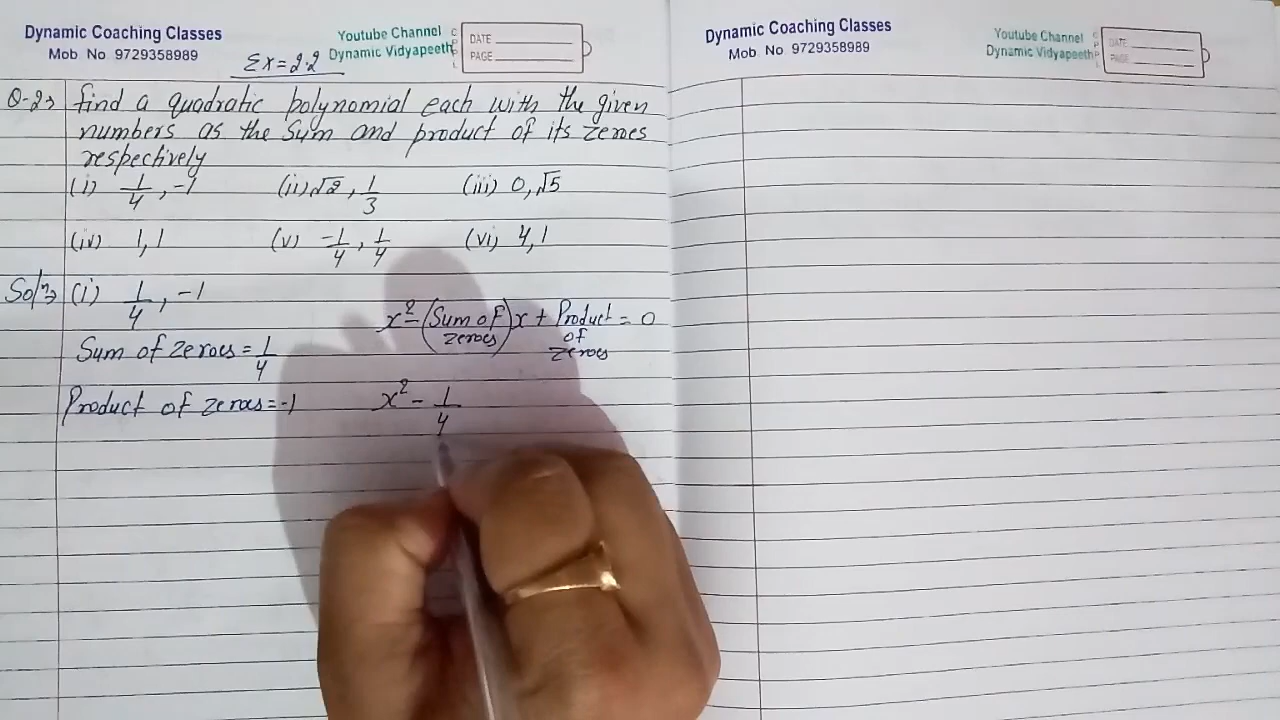 Dynamic Coaching Classes
Mob No 9729358989
Ex = 2.2
Youtube Channel
Dynamic Vidyapeeth
DATE
PAGE
Q-2⇒ find a quadratic polynomial each with the given
numbers as the sum and product of its zeroes
respectively
(i) 1/4, -1 (ii) √2, 1/3 (iii) 0, √5
(iv) 1, 1 (v) -1/4, 1/4 (vi) 4, 1
Sol⇒ (i) 1/4, -1
x² - (Sum of zeroes) x + Product of zeroes = 0
Sum of zeroes = 1/4
Product of zeroes = -1
x² - 1/4
Dynamic Coaching Classes
Mob No 9729358989
Youtube Channel
Dynamic Vidyapeeth
DATE
PAGE